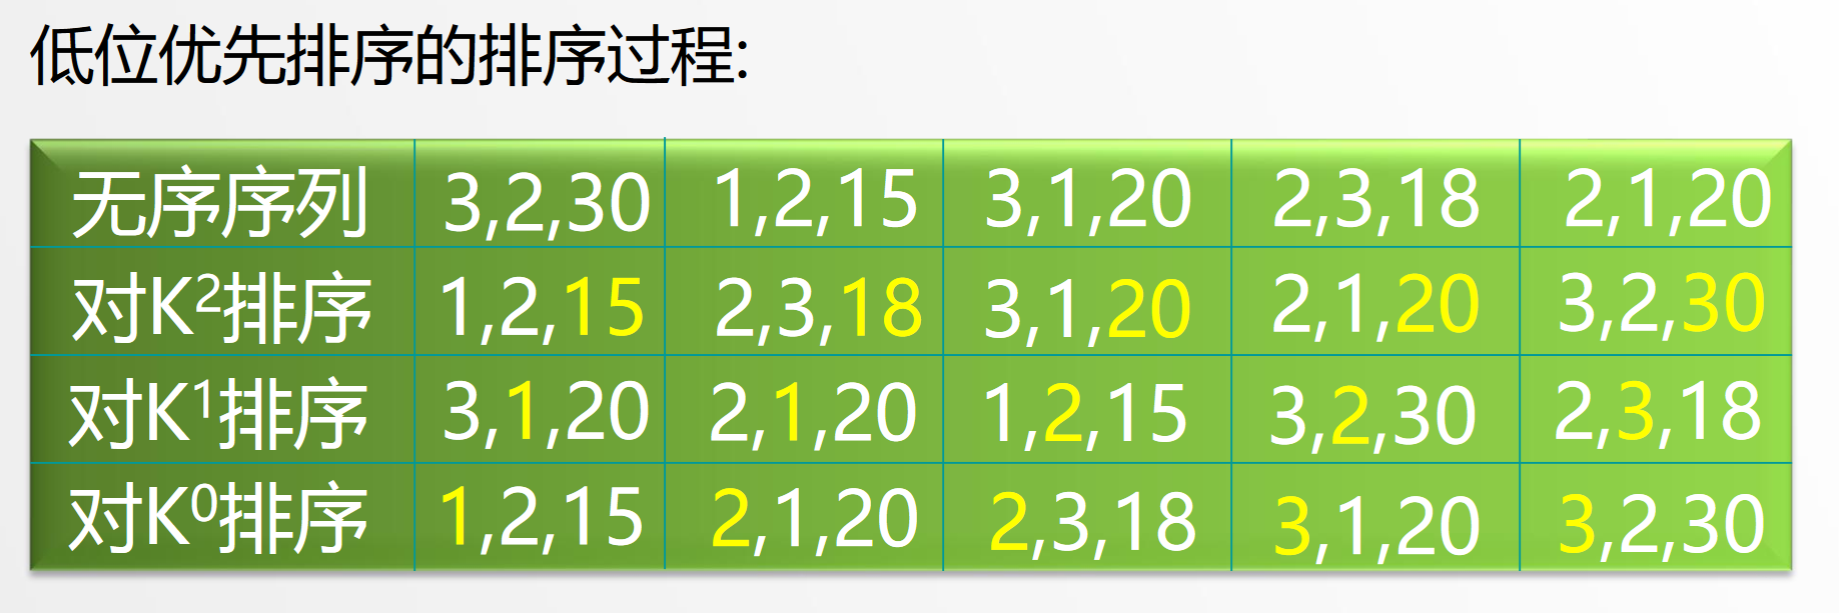 低位优先排序的排序过程:
无序序列 3,2,30 1,2,15 3,1,20 2,3,18 2,1,20
对K²排序 1,2,15 2,3,18 3,1,20 2,1,20 3,2,30
对K¹排序 3,1,20 2,1,20 1,2,15 3,2,30 2,3,18
对K⁰排序 1,2,15 2,1,20 2,3,18 3,1,20 3,2,30